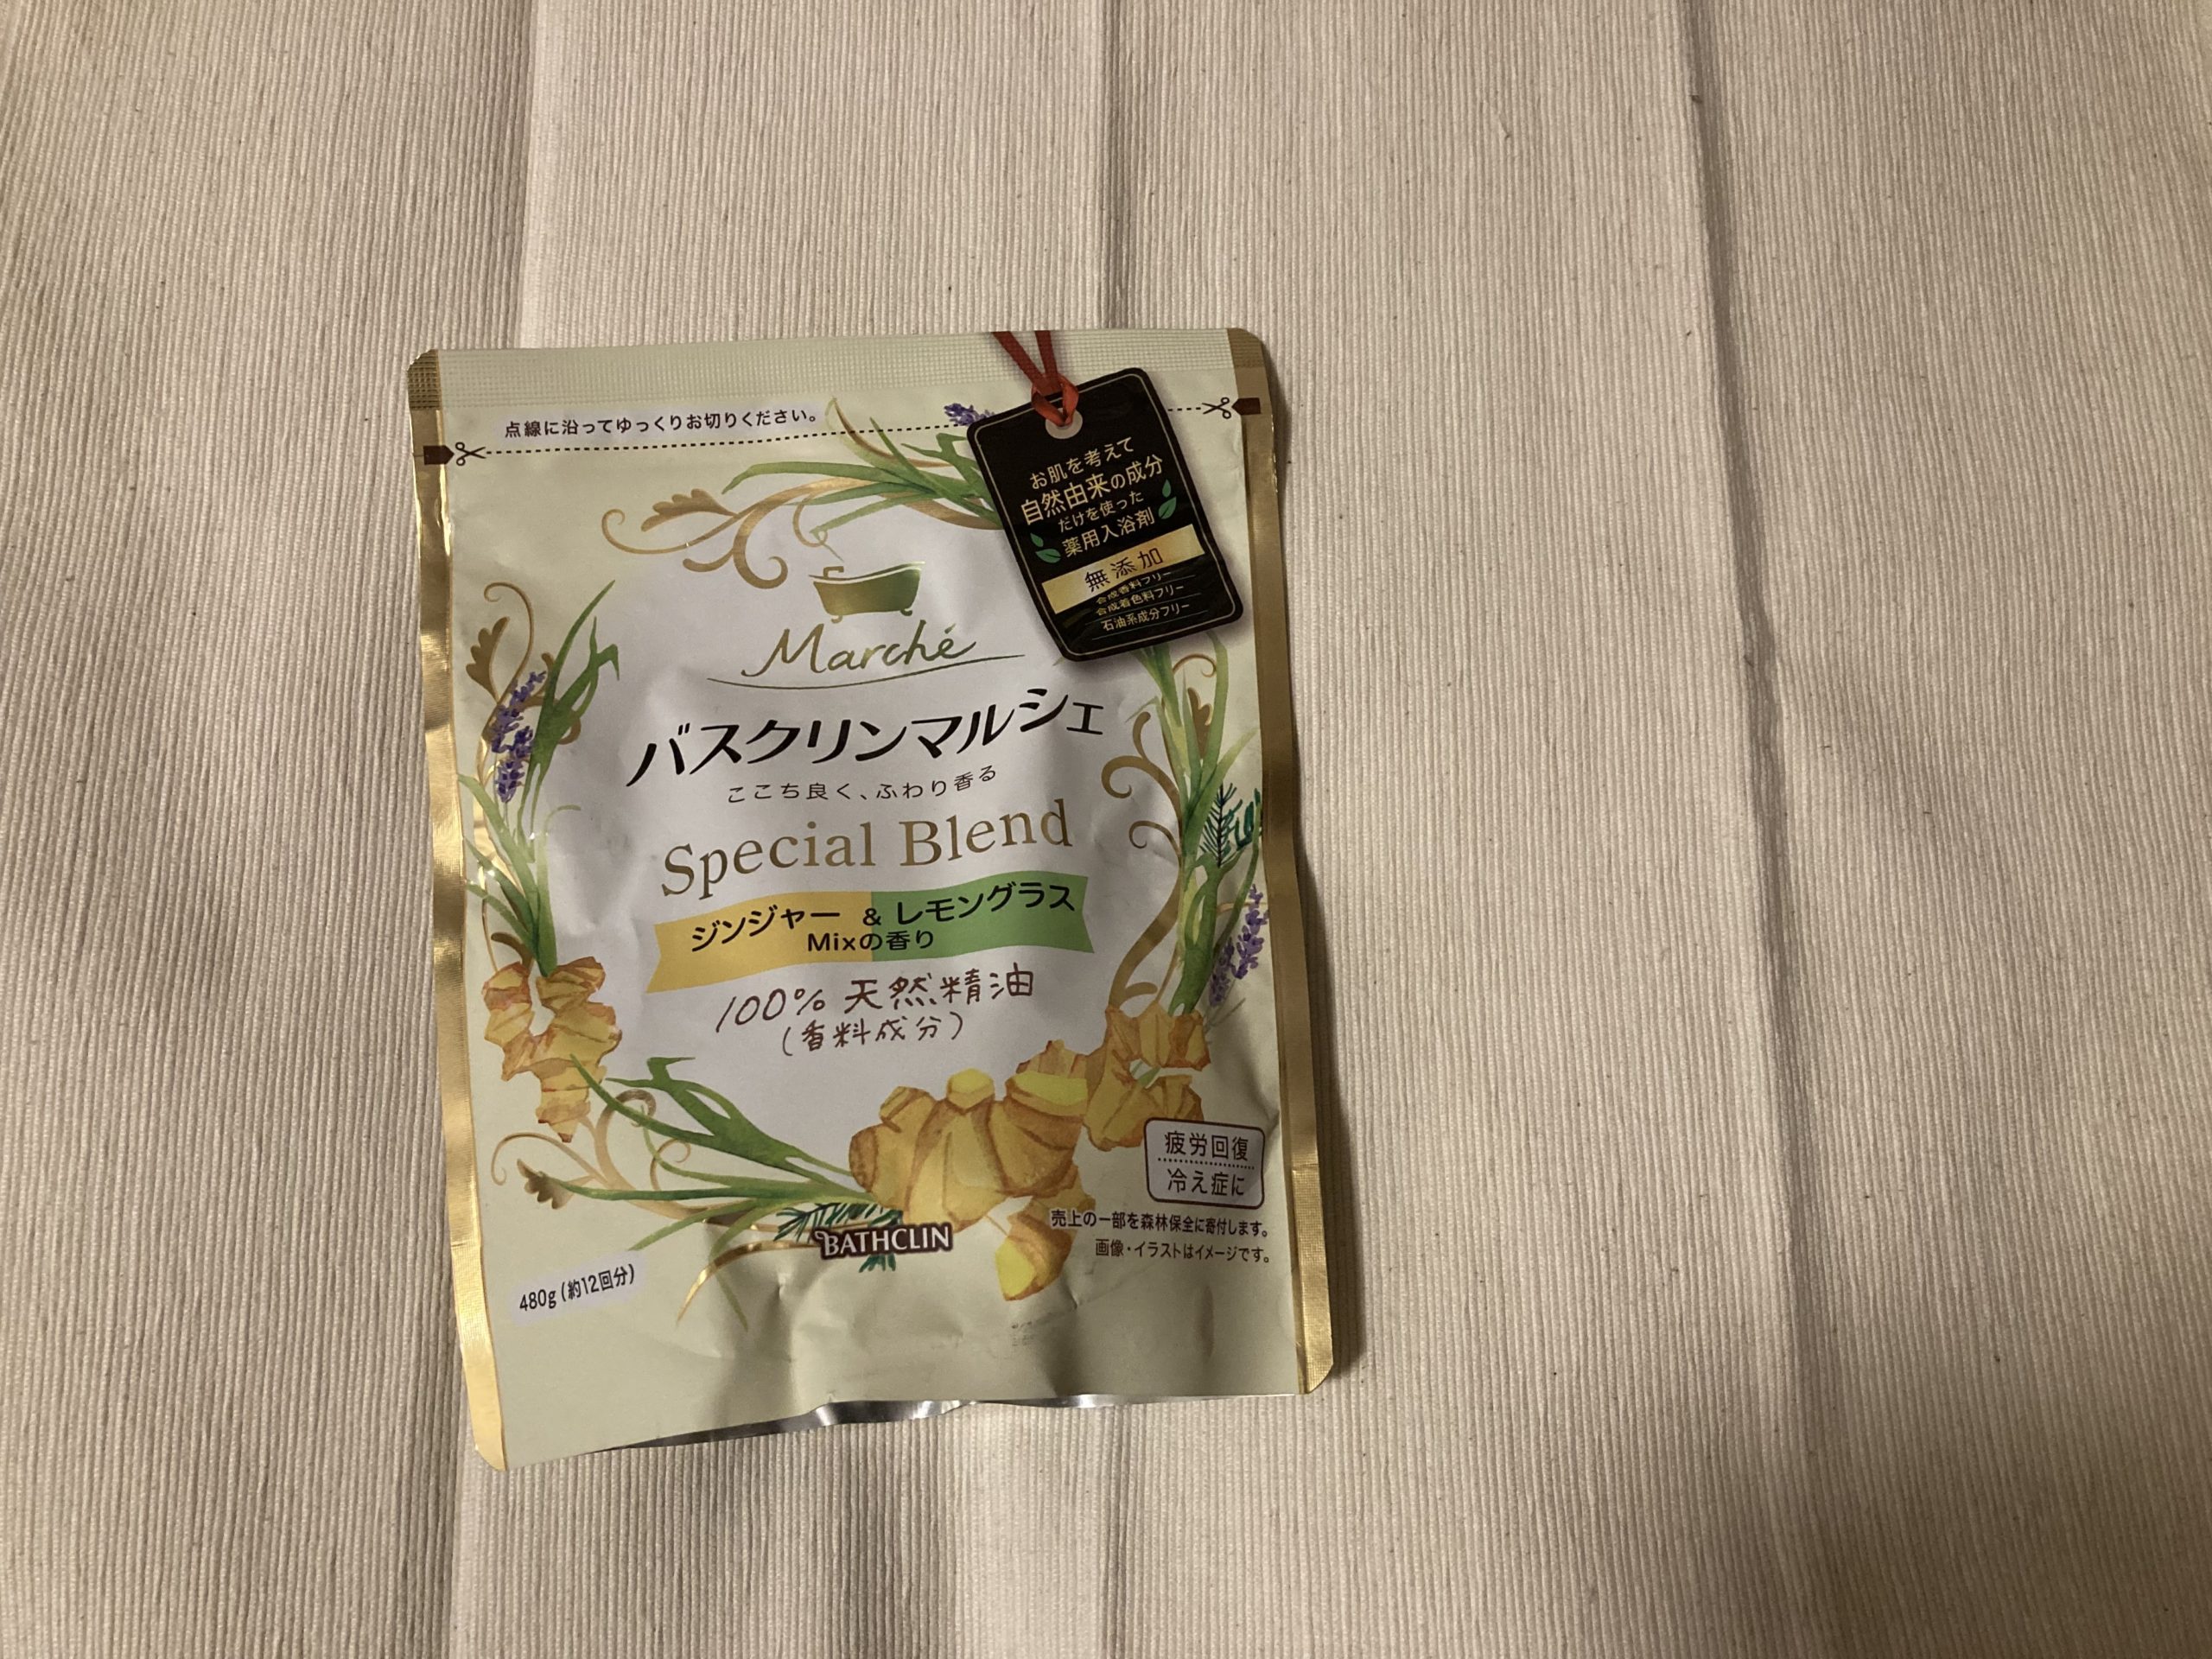 点線に沿ってゆっくりお切りください。
お肌を考えて
自然由来の成分
だけを使った
薬用入浴剤
無添加
合成香料フリー
合成着色料フリー
石油系成分フリー
Marché
バスクリンマルシェ
ここち良く、ふわり香る
Special Blend
ジンジャー & レモングラス
Mixの香り
100% 天然精油
(香料成分)
疲労回復
冷え症に
売上の一部を森林保全に寄付します。
画像・イラストはイメージです。
BATHCLIN
480g (約12回分)